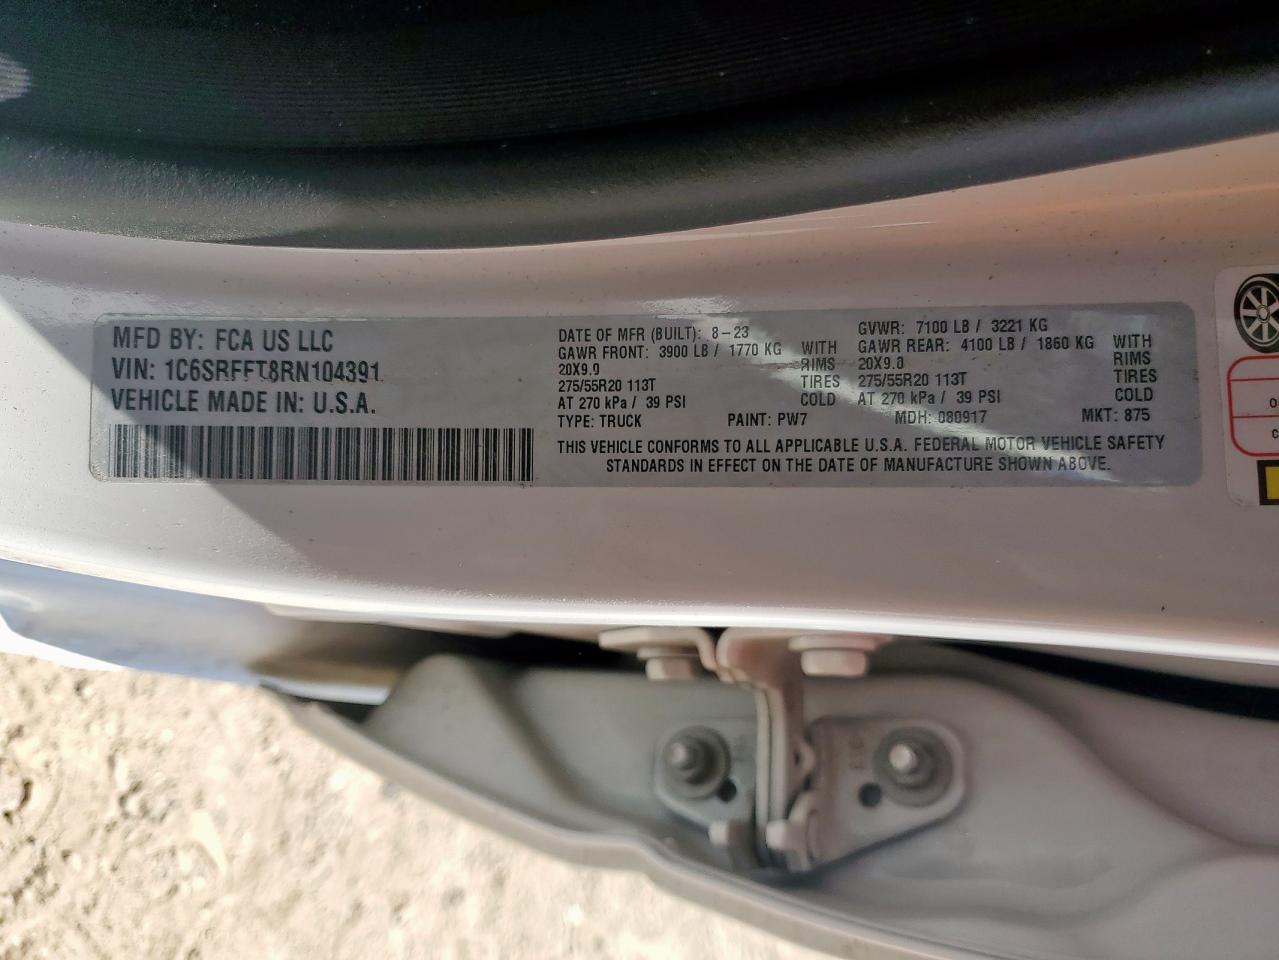 MFD BY: FCA US LLC
VIN: 1C6SRFFT8RN104391
VEHICLE MADE IN: U.S.A.
DATE OF MFR (BUILT): 8-23
GVWR: 7100 LB / 3221 KG
GAWR FRONT: 3900 LB / 1770 KG WITH
GAWR REAR: 4100 LB / 1860 KG WITH
20X9.0 RIMS
20X9.0 RIMS
275/55R20 113T TIRES
275/55R20 113T TIRES
AT 270 kPa / 39 PSI COLD
AT 270 kPa / 39 PSI COLD
TYPE: TRUCK PAINT: PW7 MDH: 080917 MKT: 875
THIS VEHICLE CONFORMS TO ALL APPLICABLE U.S.A. FEDERAL MOTOR VEHICLE SAFETY
STANDARDS IN EFFECT ON THE DATE OF MANUFACTURE SHOWN ABOVE.